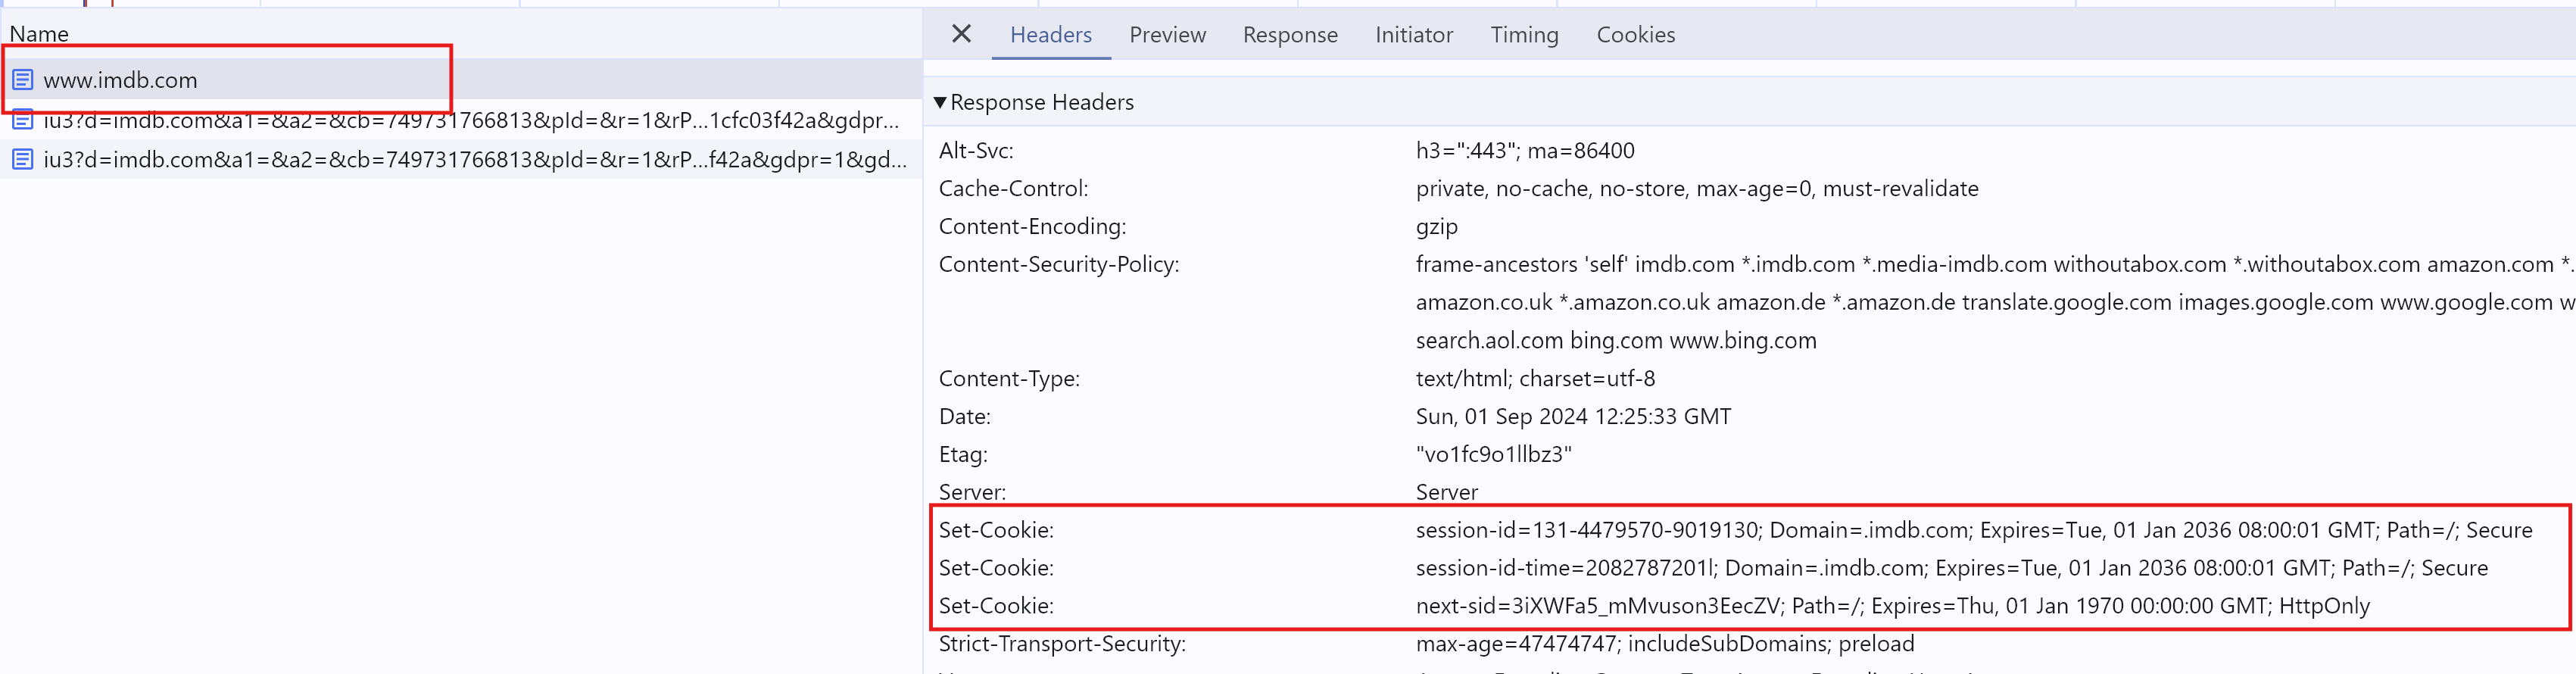 Name
www.imdb.com
iu3?d=imdb.com&a1=&a2=&cb=749731766813&pId=&r=1&rP...1cfc03f42a&gdpr...
iu3?d=imdb.com&a1=&a2=&cb=749731766813&pId=&r=1&rP...f42a&gdpr=1&gd...
Headers Preview Response Initiator Timing Cookies
Response Headers
Alt-Svc: h3=":443"; ma=86400
Cache-Control: private, no-cache, no-store, max-age=0, must-revalidate
Content-Encoding: gzip
Content-Security-Policy: frame-ancestors 'self' imdb.com *.imdb.com *.media-imdb.com withoutabox.com *.withoutabox.com amazon.com *.
amazon.co.uk *.amazon.co.uk amazon.de *.amazon.de translate.google.com images.google.com www.google.com w
search.aol.com bing.com www.bing.com
Content-Type: text/html; charset=utf-8
Date: Sun, 01 Sep 2024 12:25:33 GMT
Etag: "vo1fc9o1llbz3"
Server: Server
Set-Cookie: session-id=131-4479570-9019130; Domain=.imdb.com; Expires=Tue, 01 Jan 2036 08:00:01 GMT; Path=/; Secure
Set-Cookie: session-id-time=2082787201l; Domain=.imdb.com; Expires=Tue, 01 Jan 2036 08:00:01 GMT; Path=/; Secure
Set-Cookie: next-sid=3iXWFa5_mMvuson3EecZV; Path=/; Expires=Thu, 01 Jan 1970 00:00:00 GMT; HttpOnly
Strict-Transport-Security: max-age=47474747; includeSubDomains; preload